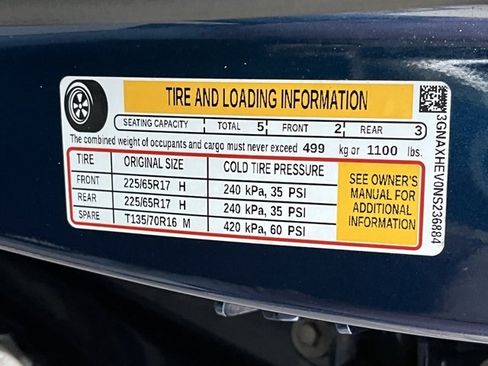 TIRE AND LOADING INFORMATION
SEATING CAPACITY TOTAL 5 FRONT 2 REAR 3
The combined weight of occupants and cargo must never exceed 499 kg or 1100 lbs.
TIRE ORIGINAL SIZE COLD TIRE PRESSURE
FRONT 225/65R17 H 240 kPa, 35 PSI
REAR 225/65R17 H 240 kPa, 35 PSI
SPARE T135/70R16 M 420 kPa, 60 PSI
SEE OWNER'S
MANUAL FOR
ADDITIONAL
INFORMATION
3GNAXHEV0NS236884